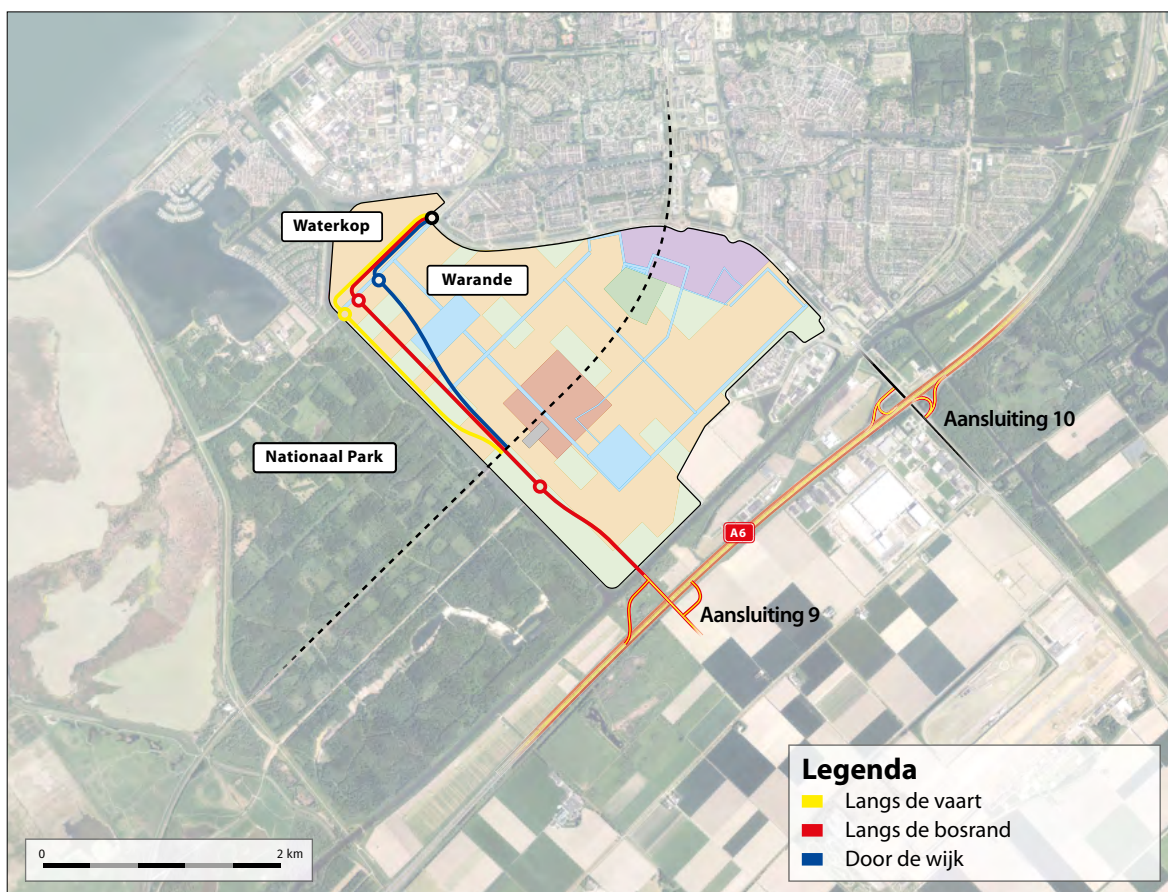 Waterkop
Warande
Nationaal Park
Aansluiting 10
A6
Aansluiting 9
Legenda
Langs de vaart
Langs de bosrand
Door de wijk
0 2 km